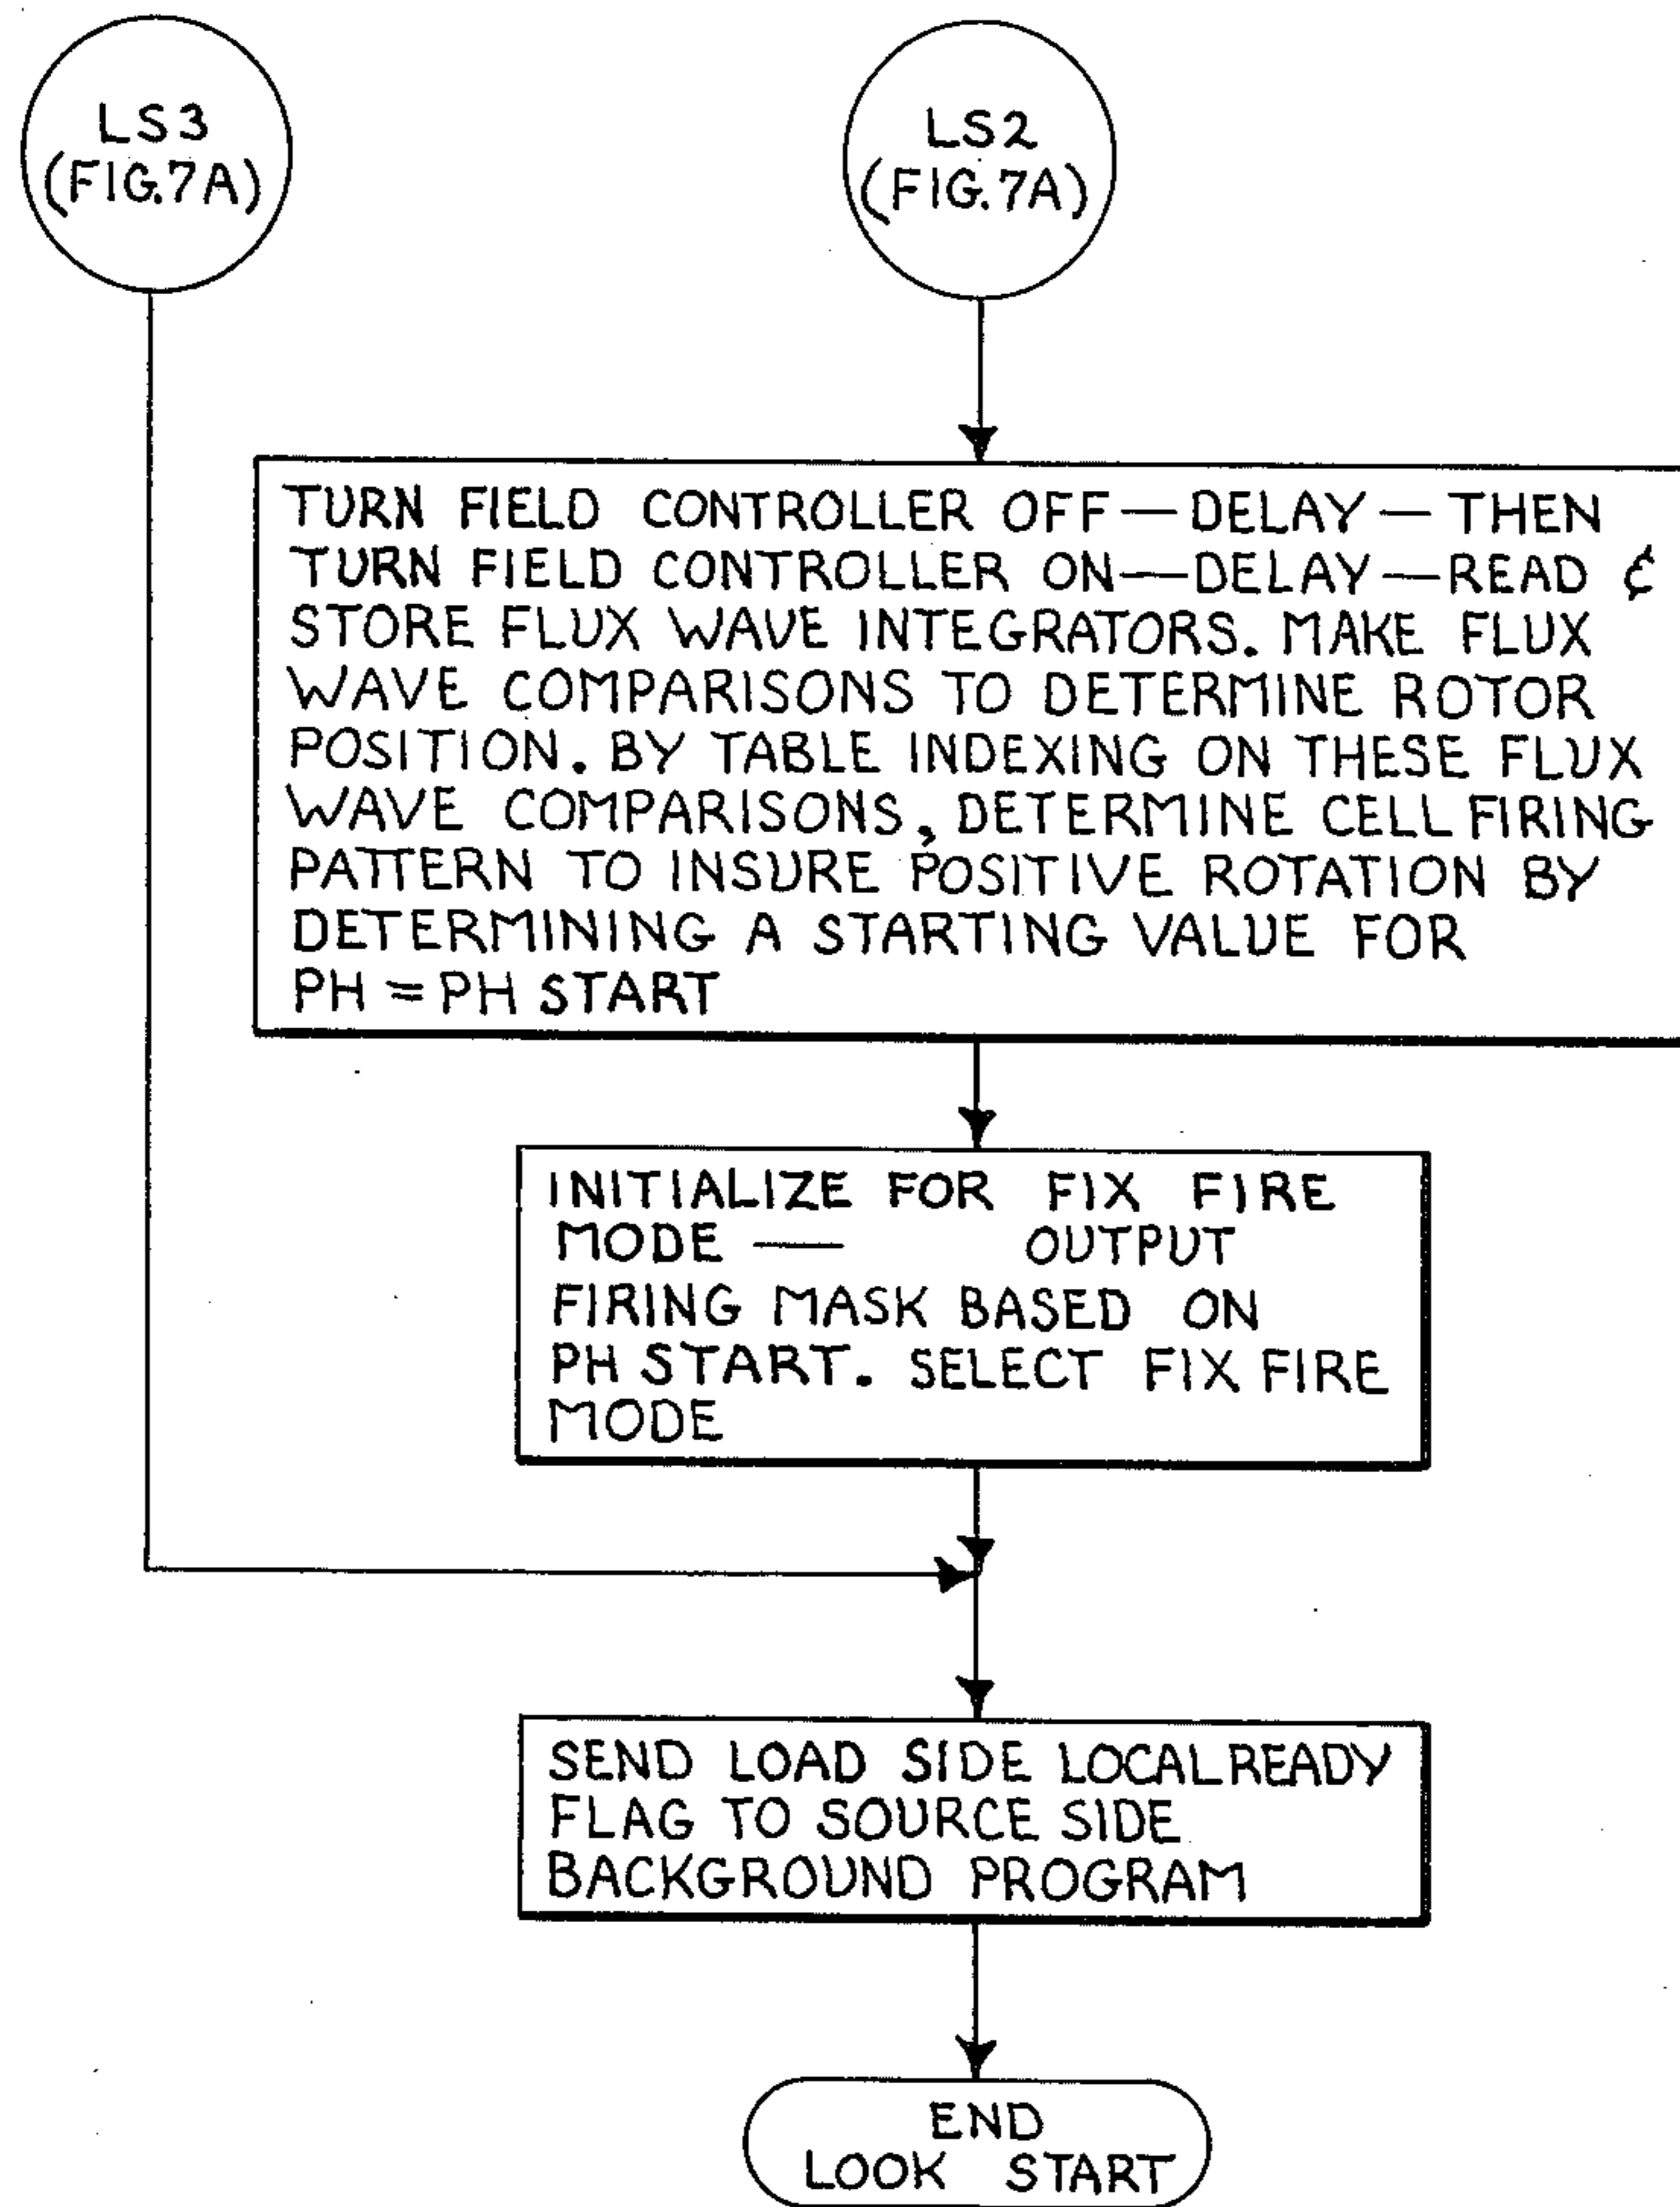 LS3
(FIG.7A)
LS2
(FIG.7A)
TURN FIELD CONTROLLER OFF—DELAY—THEN
TURN FIELD CONTROLLER ON—DELAY—READ &
STORE FLUX WAVE INTEGRATORS. MAKE FLUX
WAVE COMPARISONS TO DETERMINE ROTOR
POSITION. BY TABLE INDEXING ON THESE FLUX
WAVE COMPARISONS, DETERMINE CELL FIRING
PATTERN TO INSURE POSITIVE ROTATION BY
DETERMINING A STARTING VALUE FOR
PH = PH START
INITIALIZE FOR FIX FIRE
MODE — OUTPUT
FIRING MASK BASED ON
PH START. SELECT FIX FIRE
MODE
SEND LOAD SIDE LOCAL READY
FLAG TO SOURCE SIDE
BACKGROUND PROGRAM
END
LOOK START